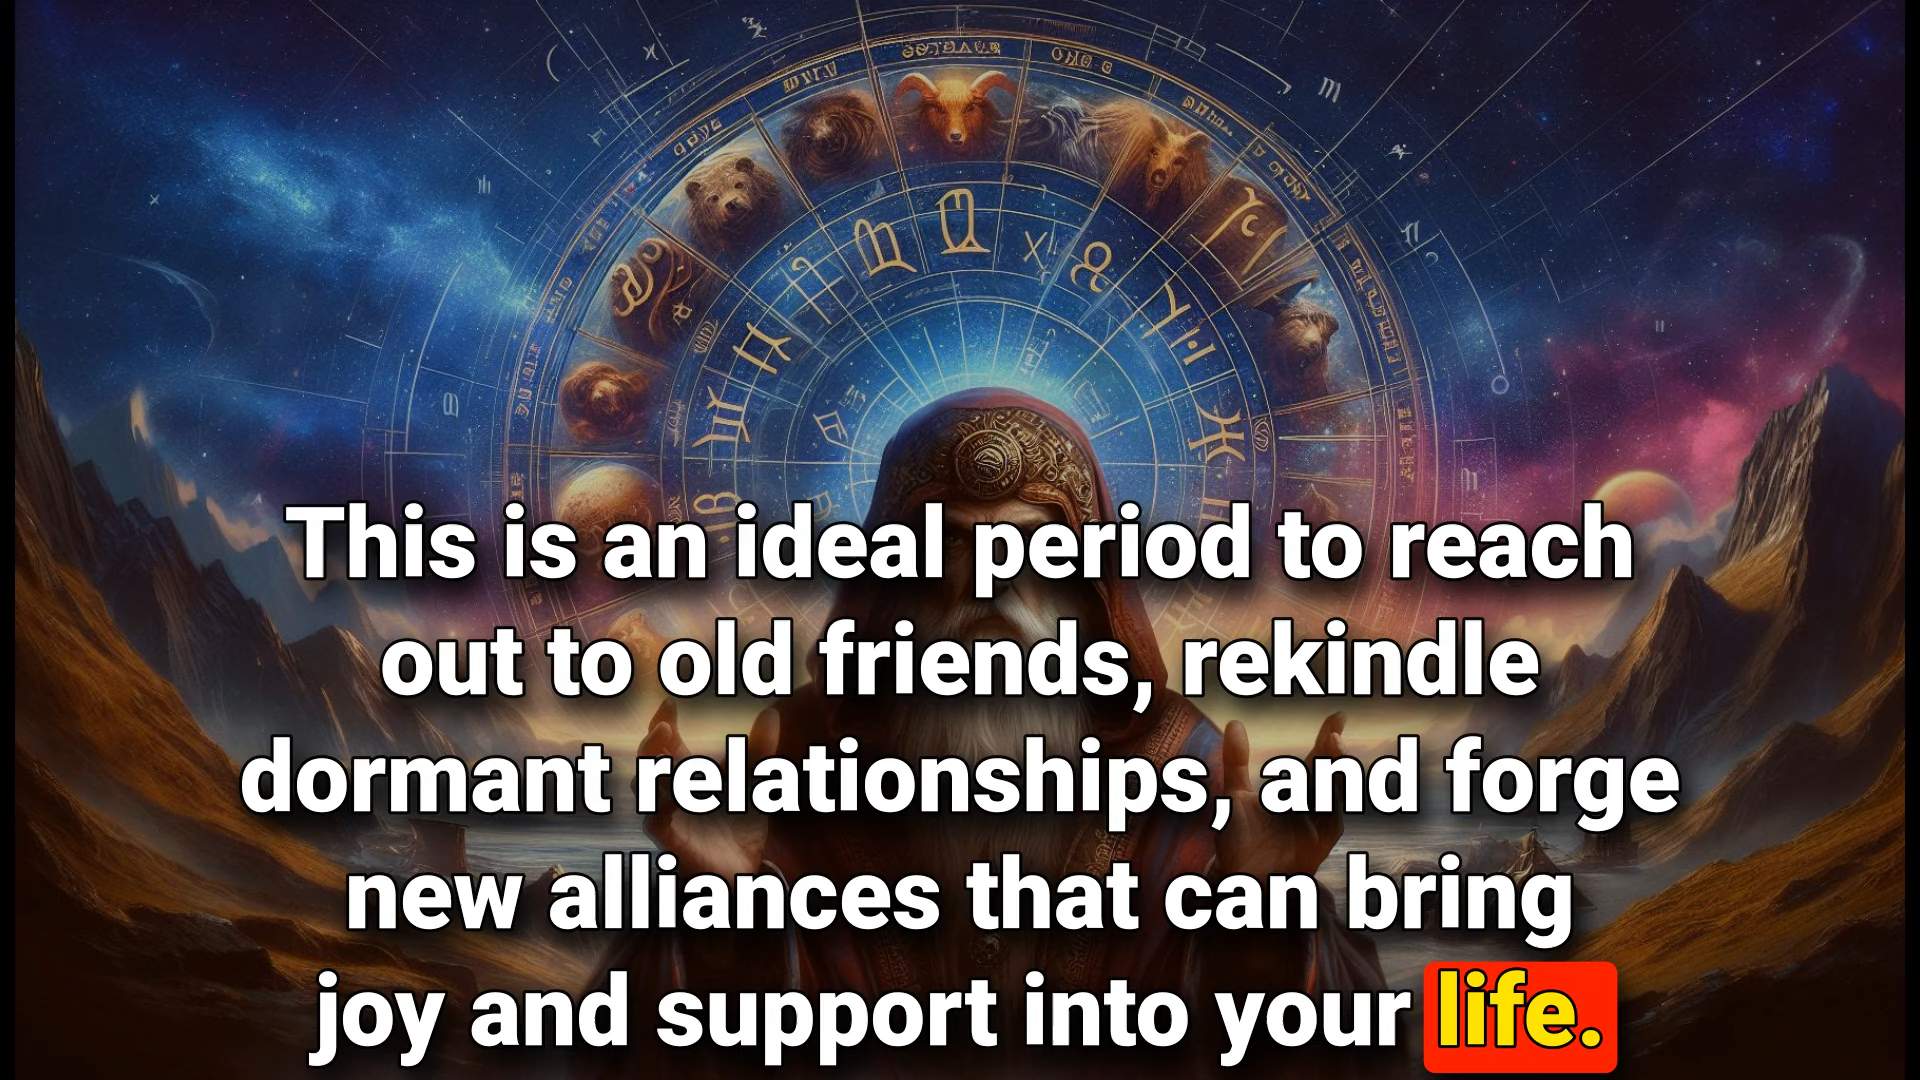 This is an ideal period to reach
out to old friends, rekindle
dormant relationships, and forge
new alliances that can bring
joy and support into your life.